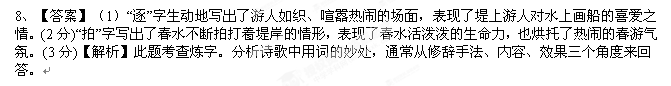 8、【答案】（1）“逐”字生动地写出了游人如织、喧嚣热闹的场面，表现了堤上游人对水上画船的喜爱之
情。(2 分)“拍”字写出了春水不断拍打着堤岸的情形，表现了春水活泼泼的生命力，也烘托了热闹的春游气
氛。(3 分)【解析】此题考查炼字。分析诗歌中用词的妙处，通常从修辞手法、内容、效果三个角度来回
答。↵